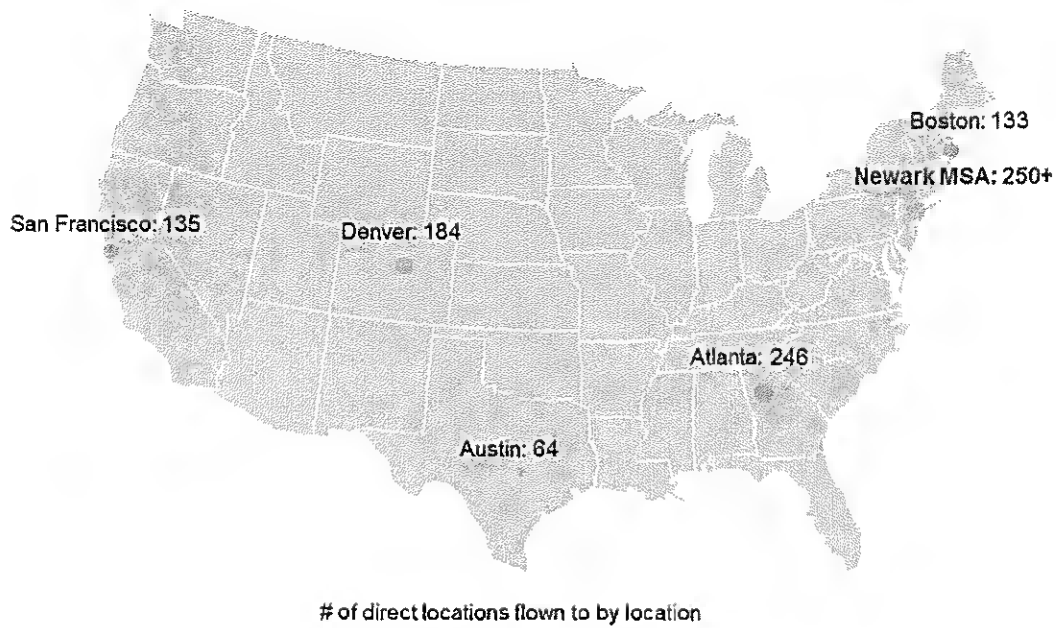 Boston: 133
Newark MSA: 250+
San Francisco: 135
Denver: 184
Atlanta: 246
Austin: 64
# of direct locations flown to by location